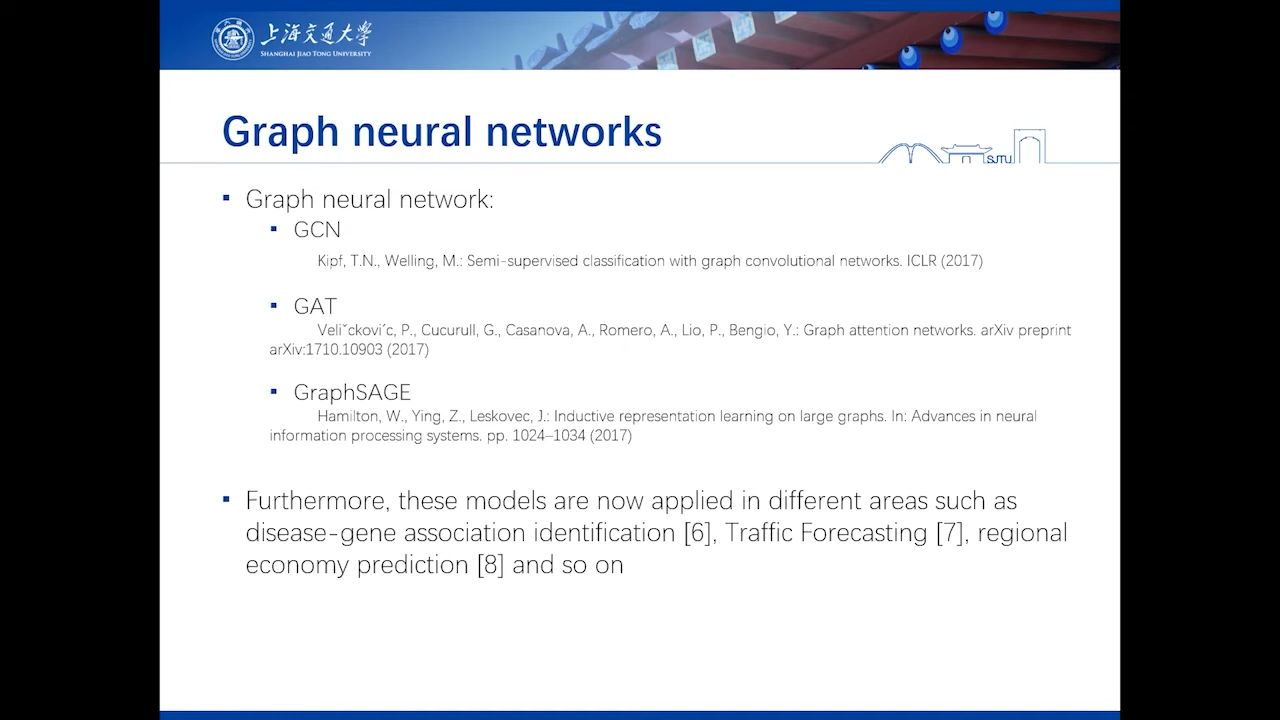 上海交通大学
SHANGHAI JIAO TONG UNIVERSITY
Graph neural networks
▪ Graph neural network:
▪ GCN
Kipf, T.N., Welling, M.: Semi-supervised classification with graph convolutional networks. ICLR (2017)
▪ GAT
Veliˇckovi´c, P., Cucurull, G., Casanova, A., Romero, A., Lio, P., Bengio, Y.: Graph attention networks. arXiv preprint
arXiv:1710.10903 (2017)
▪ GraphSAGE
Hamilton, W., Ying, Z., Leskovec, J.: Inductive representation learning on large graphs. In: Advances in neural
information processing systems. pp. 1024–1034 (2017)
▪ Furthermore, these models are now applied in different areas such as
disease-gene association identification [6], Traffic Forecasting [7], regional
economy prediction [8] and so on